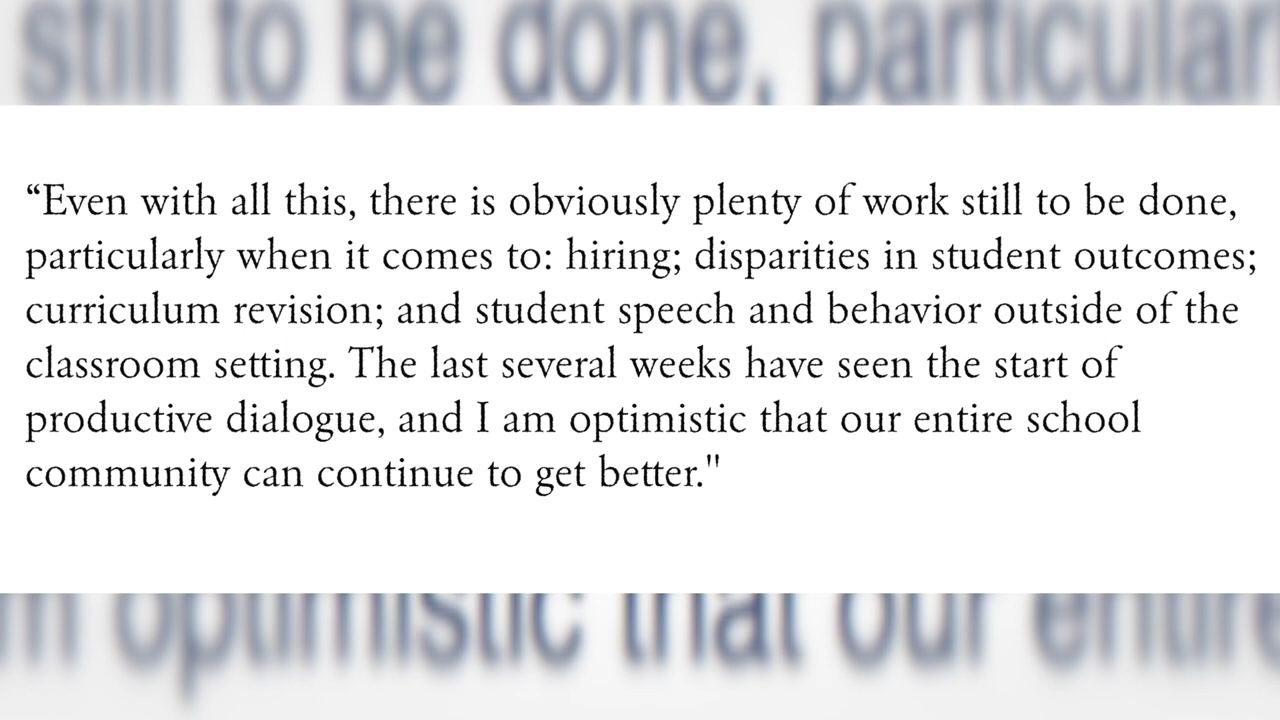 still to be done, particular
“Even with all this, there is obviously plenty of work still to be done,
particularly when it comes to: hiring; disparities in student outcomes;
curriculum revision; and student speech and behavior outside of the
classroom setting. The last several weeks have seen the start of
productive dialogue, and I am optimistic that our entire school
community can continue to get better."
optimistic that our entire